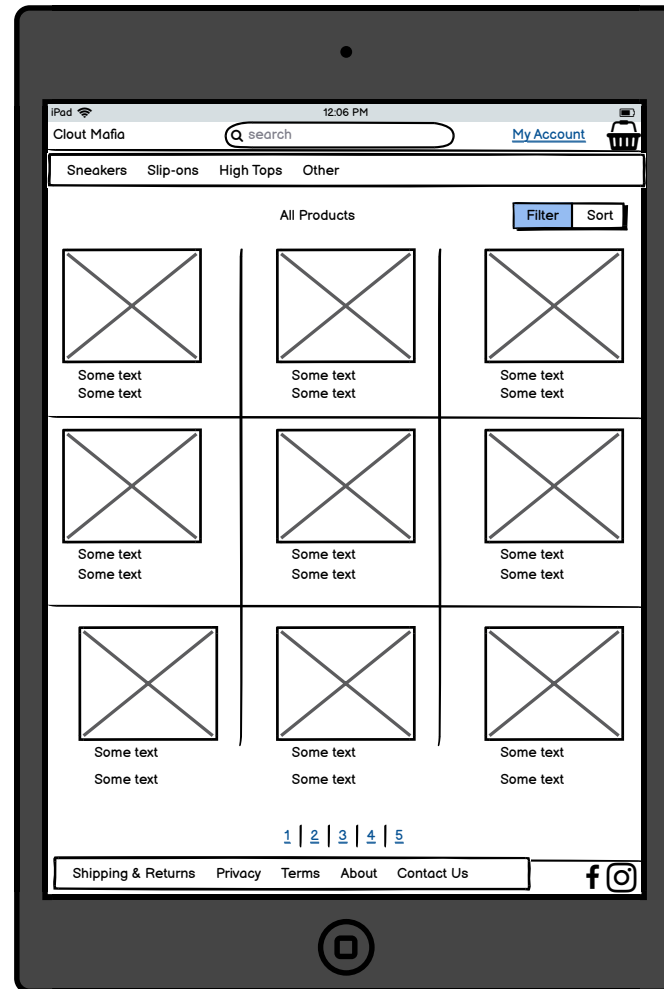 iPad 12:06 PM
Clout Mafia search My Account
Sneakers Slip-ons High Tops Other
All Products Filter Sort
Some text Some text Some text
Some text Some text Some text
Some text Some text Some text
Some text Some text Some text
Some text Some text Some text
Some text Some text Some text
1 2 3 4 5
Shipping & Returns Privacy Terms About Contact Us